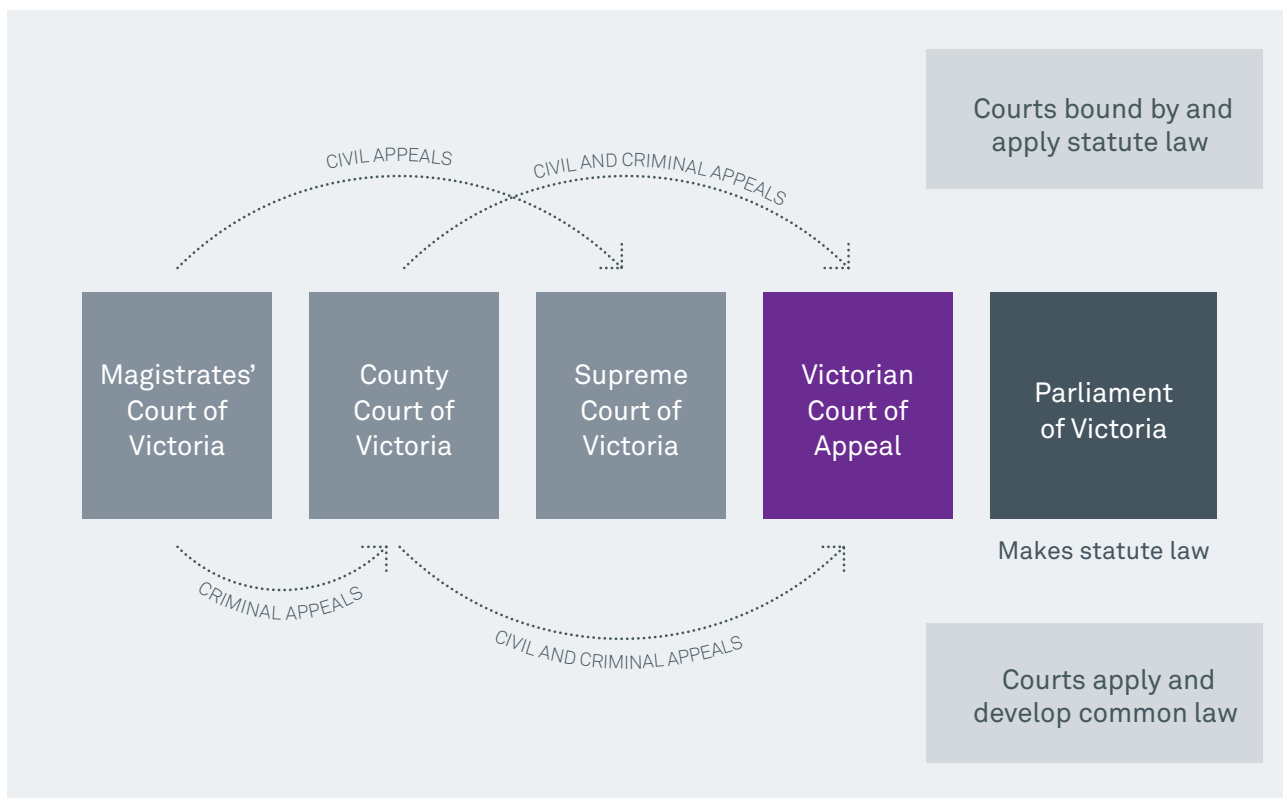 Courts bound by and
apply statute law
CIVIL APPEALS
CIVIL AND CRIMINAL APPEALS
Magistrates’
Court of
Victoria
County
Court of
Victoria
Supreme
Court of
Victoria
Victorian
Court of
Appeal
Parliament
of Victoria
Makes statute law
CRIMINAL APPEALS
CIVIL AND CRIMINAL APPEALS
Courts apply and
develop common law